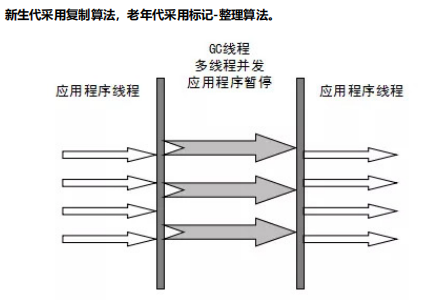 新生代采用复制算法，老年代采用标记-整理算法。
GC线程
多线程并发
应用程序暂停
应用程序线程
应用程序线程